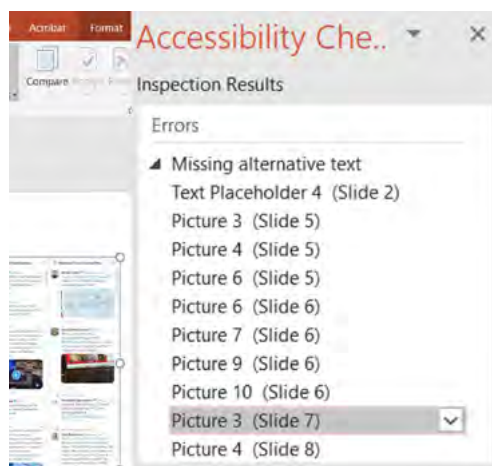 Acrobat Format
Accessibility Che..
Compare
Inspection Results
Errors
Missing alternative text
Text Placeholder 4 (Slide 2)
Picture 3 (Slide 5)
Picture 4 (Slide 5)
Picture 6 (Slide 5)
Picture 6 (Slide 6)
Picture 7 (Slide 6)
Picture 9 (Slide 6)
Picture 10 (Slide 6)
Picture 3 (Slide 7)
Picture 4 (Slide 8)